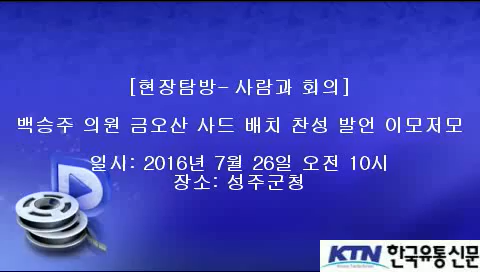 [현장탐방- 사람과 회의]
백승주 의원 금오산 사드 배치 찬성 발언 이모저모
일시: 2016년 7월 26일 오전 10시
장소: 성주군청
KTN 한국유통신문